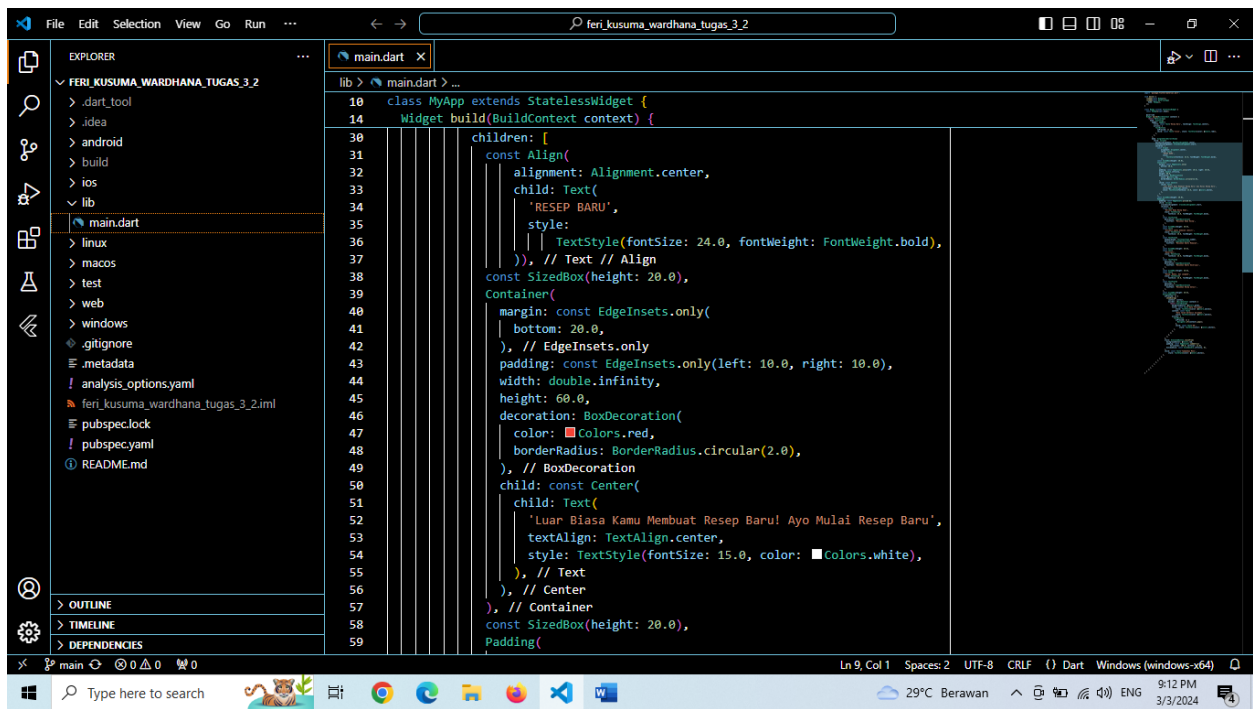 File Edit Selection View Go Run ···
feri_kusuma_wardhana_tugas_3_2
EXPLORER ···
FERI_KUSUMA_WARDHANA_TUGAS_3_2
.dart_tool
.idea
android
build
ios
lib
main.dart
linux
macos
test
web
windows
.gitignore
.metadata
analysis_options.yaml
feri_kusuma_wardhana_tugas_3_2.iml
pubspec.lock
pubspec.yaml
README.md
OUTLINE
TIMELINE
DEPENDENCIES
main.dart
lib > main.dart > ...
10 class MyApp extends StatelessWidget {
14 Widget build(BuildContext context) {
30 children: [
31 const Align(
32 alignment: Alignment.center,
33 child: Text(
34 'RESEP BARU',
35 style:
36 TextStyle(fontSize: 24.0, fontWeight: FontWeight.bold),
37 )), // Text // Align
38 const SizedBox(height: 20.0),
39 Container(
40 margin: const EdgeInsets.only(
41 bottom: 20.0,
42 ), // EdgeInsets.only
43 padding: const EdgeInsets.only(left: 10.0, right: 10.0),
44 width: double.infinity,
45 height: 60.0,
46 decoration: BoxDecoration(
47 color: Colors.red,
48 borderRadius: BorderRadius.circular(2.0),
49 ), // BoxDecoration
50 child: const Center(
51 child: Text(
52 'Luar Biasa Kamu Membuat Resep Baru! Ayo Mulai Resep Baru',
53 textAlign: TextAlign.center,
54 style: TextStyle(fontSize: 15.0, color: Colors.white),
55 ), // Text
56 ), // Center
57 ), // Container
58 const SizedBox(height: 20.0),
59 Padding(
main 0 0 0 Ln 9, Col 1 Spaces: 2 UTF-8 CRLF {} Dart Windows (windows-x64)
Type here to search 29°C Berawan ENG 9:12 PM
3/3/2024 4